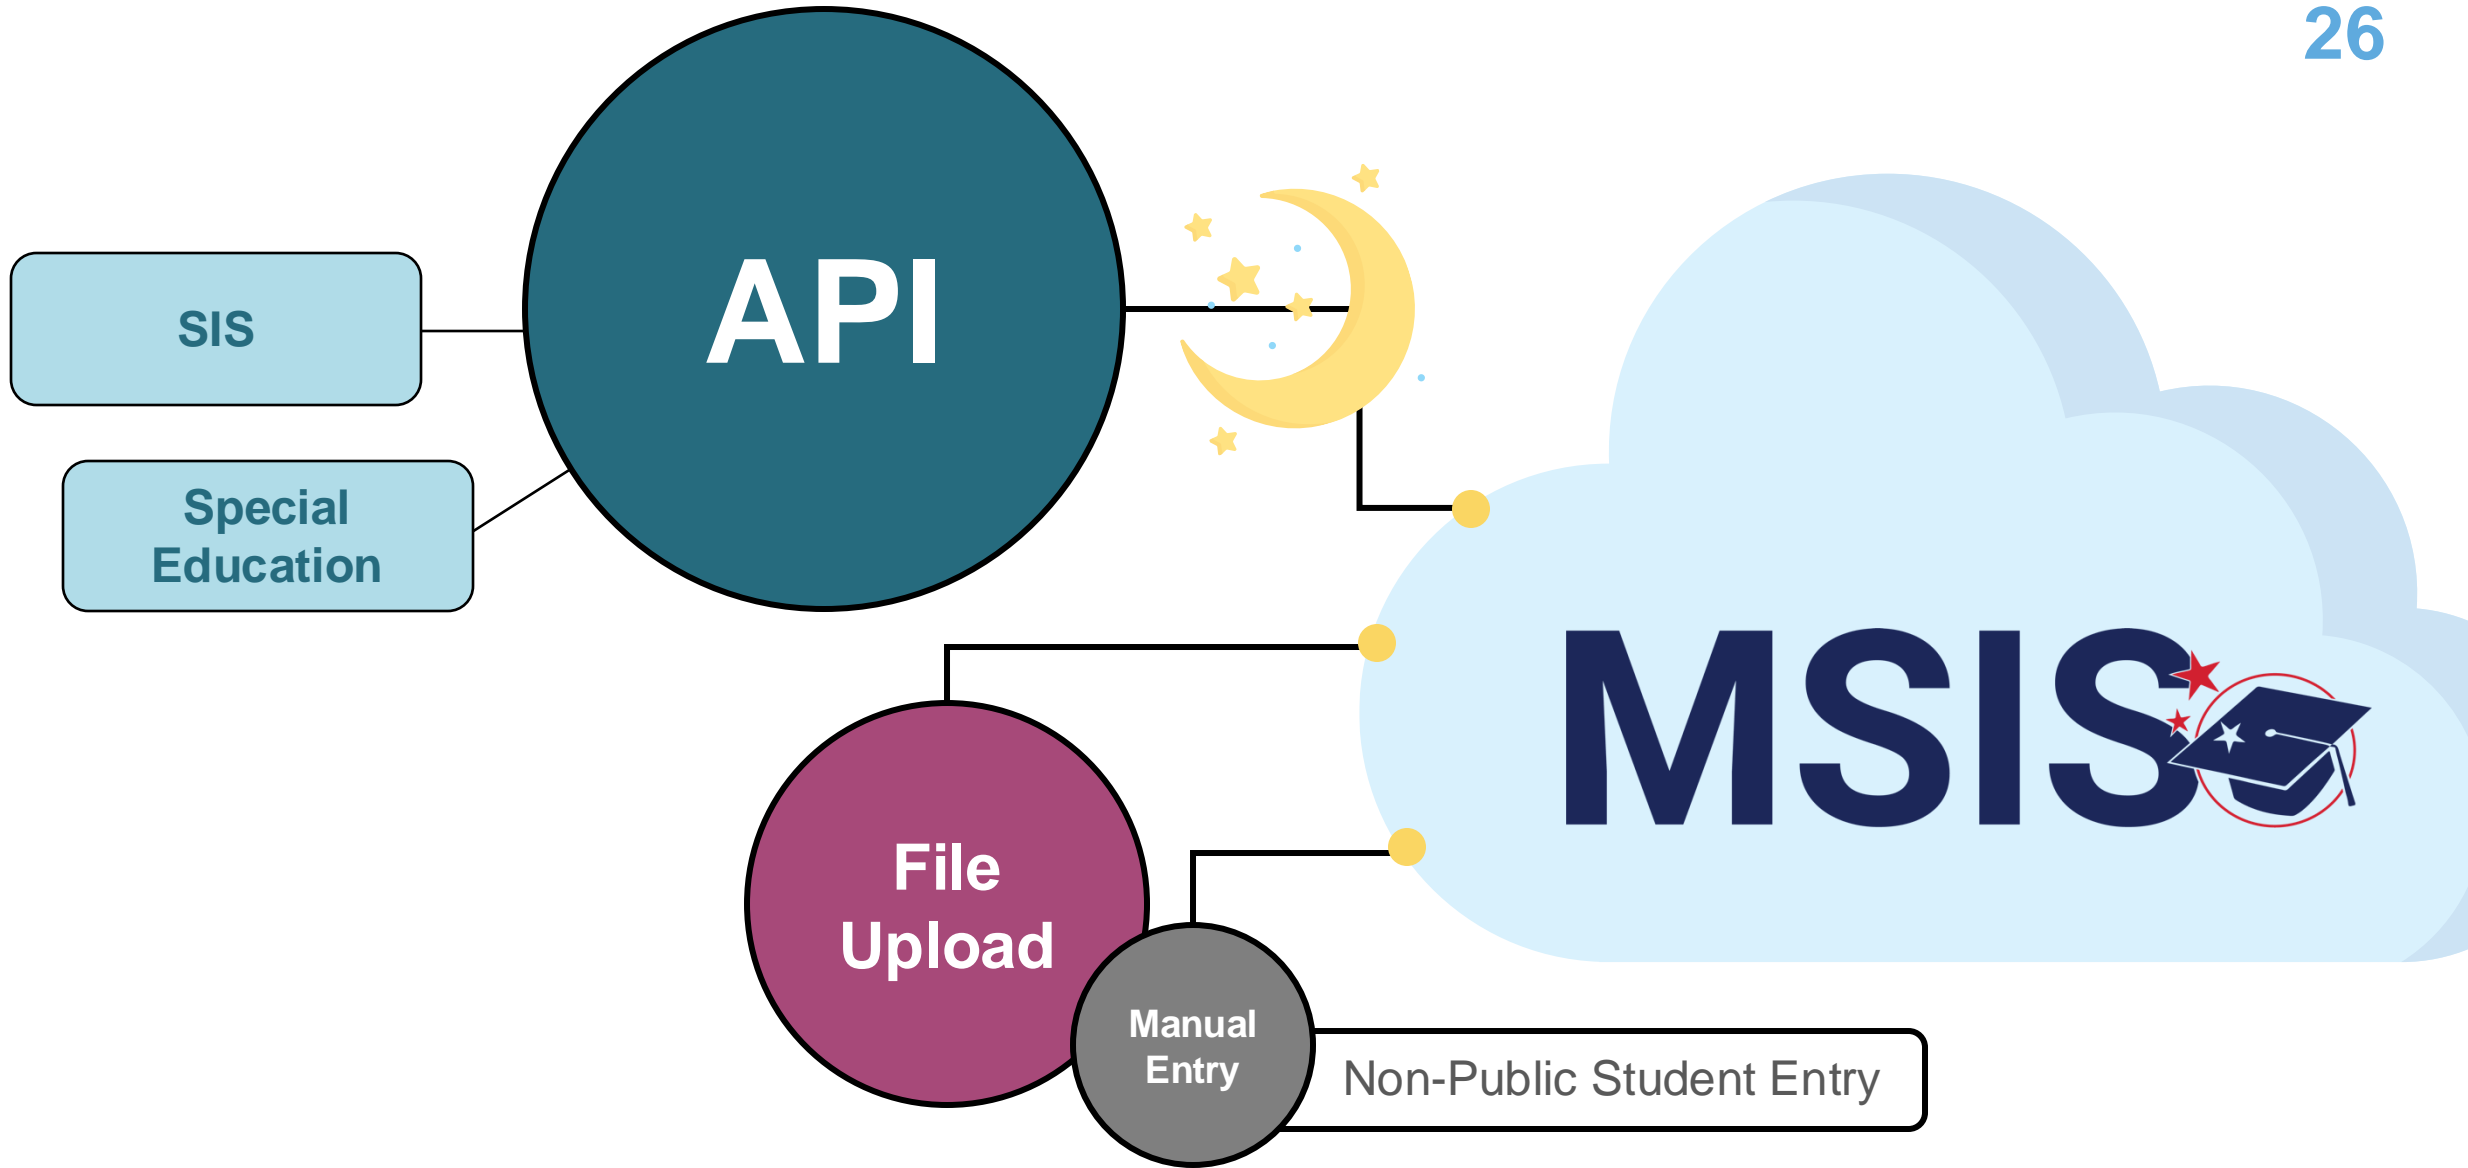 26
API
SIS
Special
Education
MSIS
File
Upload
Manual
Entry
Non-Public Student Entry